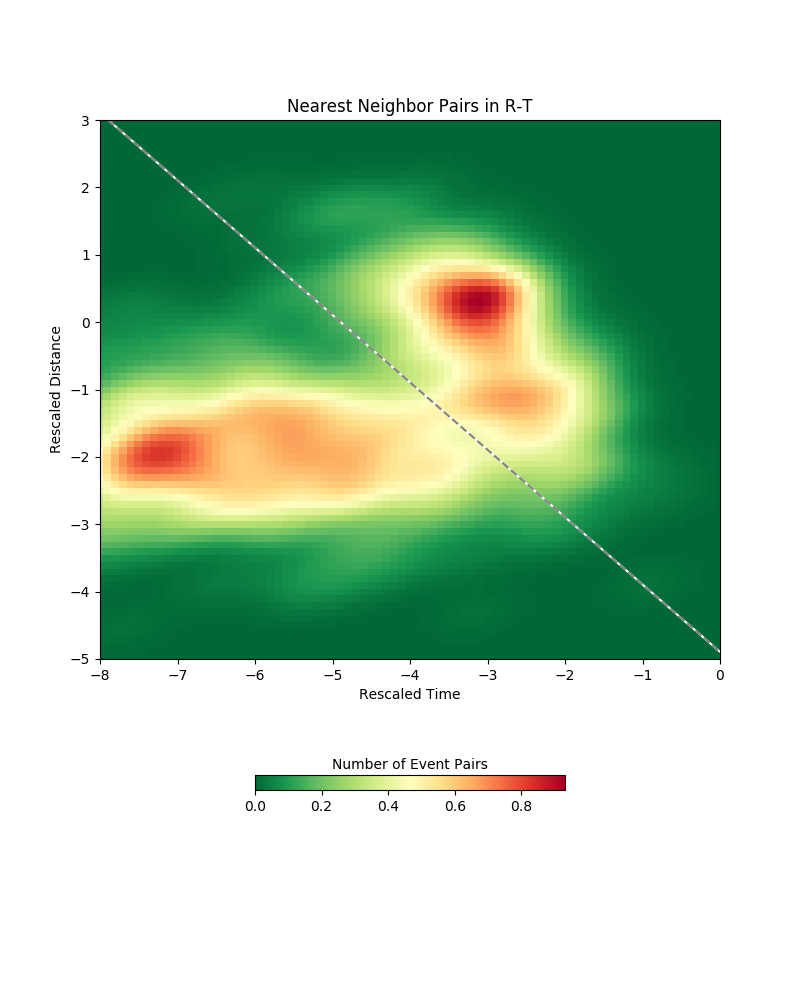 Nearest Neighbor Pairs in R-T
3
2
1
0
−1
−2
−3
−4
−5
Rescaled Distance
−8 −7 −6 −5 −4 −3 −2 −1 0
Rescaled Time
Number of Event Pairs
0.0 0.2 0.4 0.6 0.8